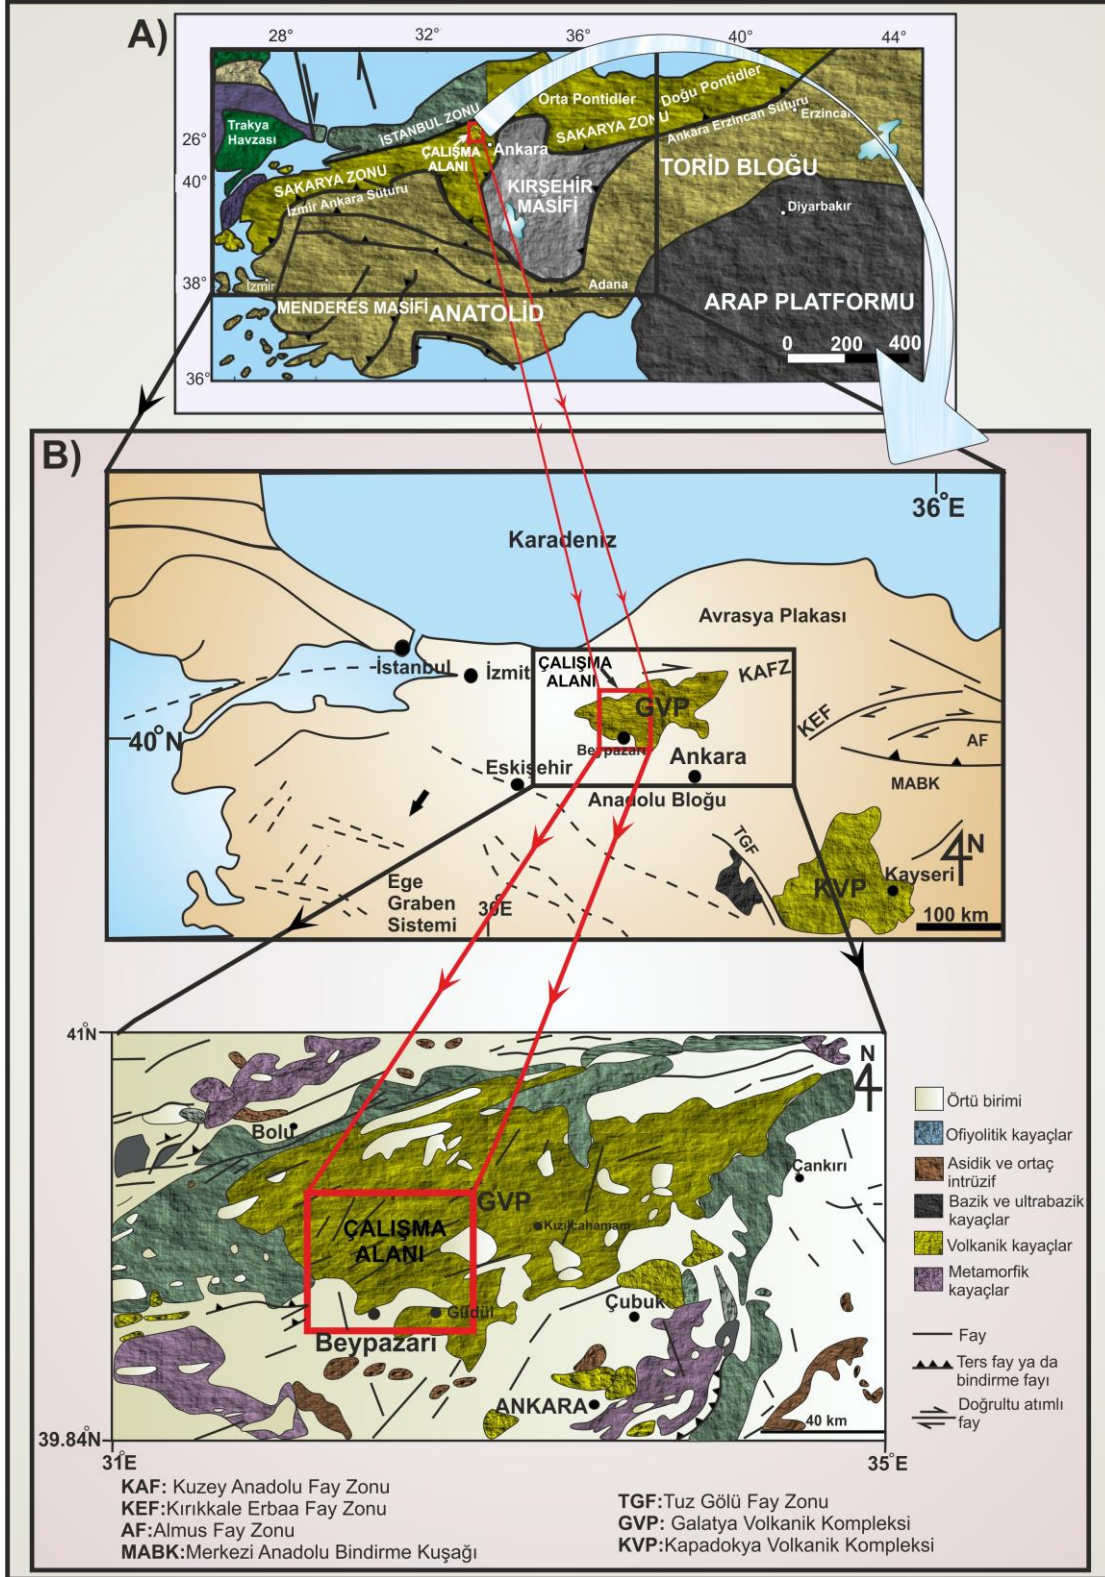 A)
28° 32° 36° 40° 44°
26°
40°
38°
36°
Trakya
Havzası
İSTANBUL ZONU
Orta Pontidler
Doğu Pontidler
SAKARYA ZONU
Ankara Erzincan Süturu
Erzincan
ÇALIŞMA
ALANI
Ankara
SAKARYA ZONU
İzmir Ankara Süturu
KIRŞEHİR
MASİFİ
TORİD BLOĞU
Diyarbakır
İzmir
Adana
MENDERES MASİFİ
ANATOLİD
ARAP PLATFORMU
0 200 400
B)
36°E
Karadeniz
Avrasya Plakası
İstanbul
İzmit
ÇALIŞMA
ALANI
KAFZ
GVP
KEF
40°N
Beypazarı
AF
Eskişehir
Ankara
MABK
Anadolu Bloğu
TGF
N
KVP
Kayseri
Ege
Graben
Sistemi
30E
100 km
41°N
N
Bolu
Çankırı
GVP
Kızılcahamam
ÇALIŞMA
ALANI
Güdül
Çubuk
Beypazarı
ANKARA
40 km
39.84°N
31°E
35°E
Örtü birimi
Ofiyolitik kayaçlar
Asidik ve ortaç
intrüzif
Bazik ve ultrabazik
kayaçlar
Volkanik kayaçlar
Metamorfik
kayaçlar
Fay
Ters fay ya da
bindirme fayı
Doğrultu atımlı
fay
KAF: Kuzey Anadolu Fay Zonu
KEF:Kırıkkale Erbaa Fay Zonu
AF:Almus Fay Zonu
MABK:Merkezi Anadolu Bindirme Kuşağı
TGF:Tuz Gölü Fay Zonu
GVP: Galatya Volkanik Kompleksi
KVP:Kapadokya Volkanik Kompleksi